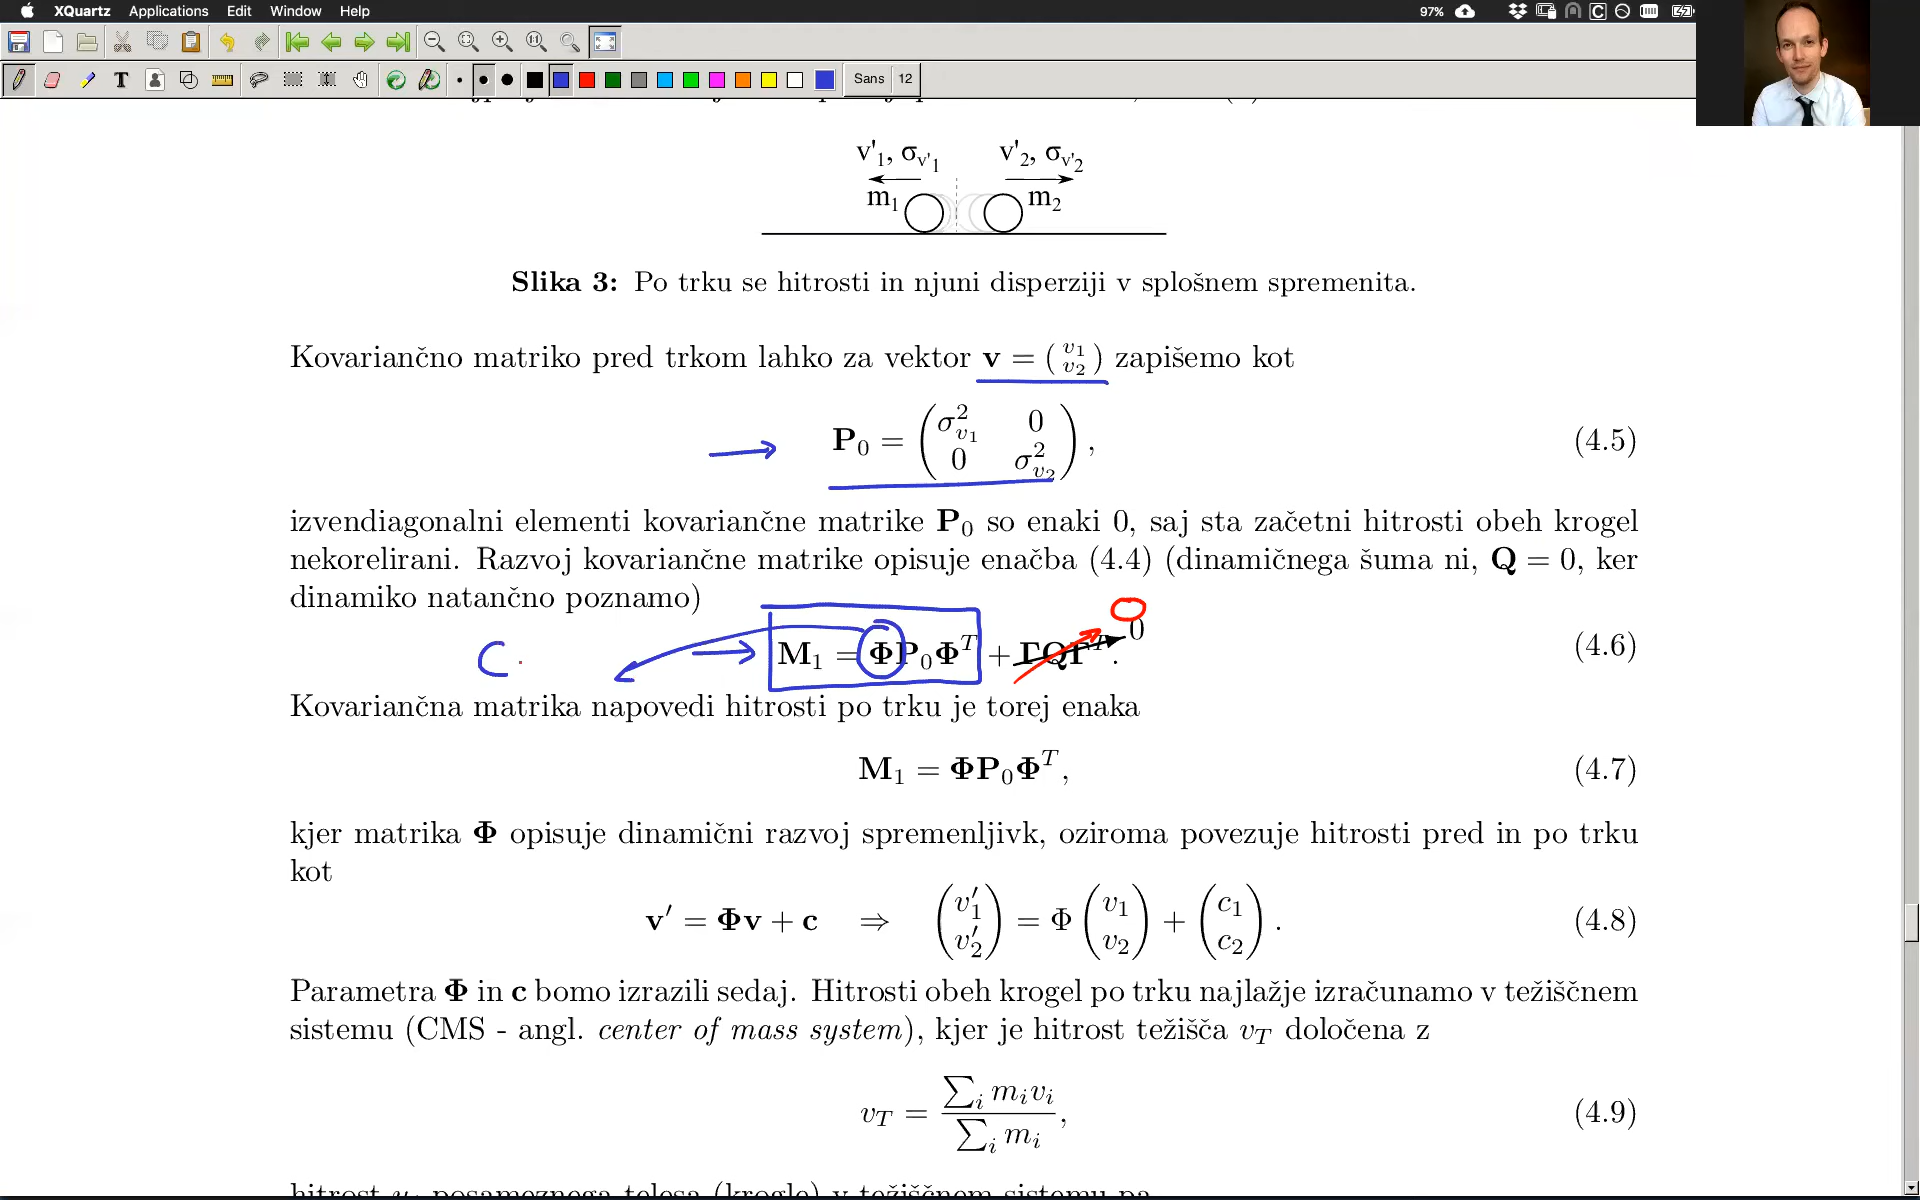 XQuartz Applications Edit Window Help 97%
Sans 12
v'1, σv'1 v'2, σv'2
m1 m2
Slika 3: Po trku se hitrosti in njuni disperziji v splošnem spremenita.
Kovariančno matriko pred trkom lahko za vektor v = (v1 v2) zapišemo kot
P0 = (σ²v1 0 0 σ²v2), (4.5)
izvendiagonalni elementi kovariančne matrike P0 so enaki 0, saj sta začetni hitrosti obeh krogel
nekorelirani. Razvoj kovariančne matrike opisuje enačba (4.4) (dinamičnega šuma ni, Q = 0, ker
dinamiko natančno poznamo)
C M1 = ΦP0Φ^T + ΓQΓ^T. 0 (4.6)
Kovariančna matrika napovedi hitrosti po trku je torej enaka
M1 = ΦP0Φ^T, (4.7)
kjer matrika Φ opisuje dinamični razvoj spremenljivk, oziroma povezuje hitrosti pred in po trku
kot
v′ = Φv + c ⇒ (v′1 v′2) = Φ (v1 v2) + (c1 c2). (4.8)
Parametra Φ in c bomo izrazili sedaj. Hitrosti obeh krogel po trku najlažje izračunamo v težiščnem
sistemu (CMS - angl. center of mass system), kjer je hitrost težišča vT določena z
vT = ∑i mivi / ∑i mi, (4.9)